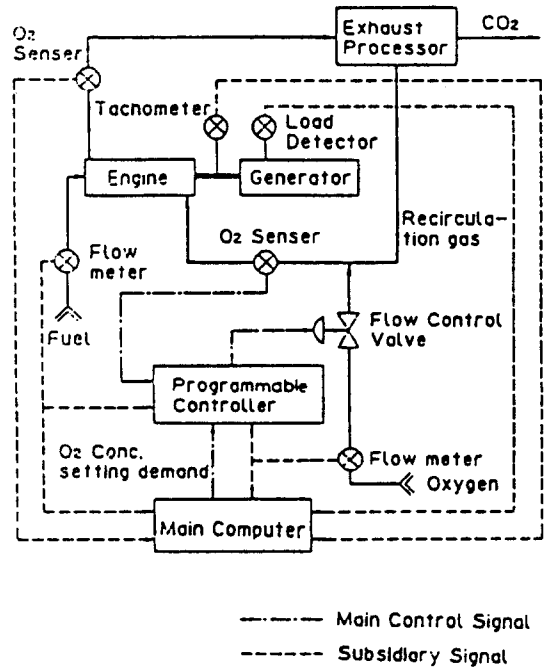 O2
Senser
Exhaust
Processor
CO2
Tachometer
Load
Detector
Engine
Generator
O2 Senser
Recircula-
tion gas
Flow
meter
Fuel
Flow Control
Valve
Programmable
Controller
O2 Conc.
setting demand
Flow meter
Oxygen
Main Computer
Main Control Signal
Subsidiary Signal